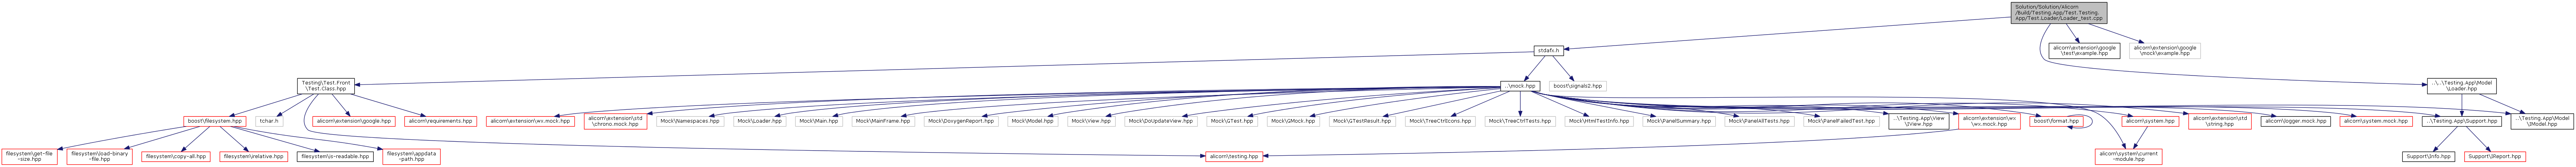 Solution/Solution/Alicorn
/Build/Testing.App/Test.Testing.
App/Test.Loader/Loader_test.cpp
stdafx.h
alicorn\extension\google
\test\example.hpp
alicorn\extension\google
\mock\example.hpp
Testing\Test.Front
\Test.Class.hpp
..\mock.hpp
boost\signals2.hpp
..\..\Testing.App\Model
\Loader.hpp
boost\filesystem.hpp
tchar.h
alicorn\extension\google.hpp
alicorn\requirements.hpp
alicorn\extension\wx.mock.hpp
alicorn\extension\std
\chrono.mock.hpp
Mock\Namespaces.hpp
Mock\Loader.hpp
Mock\Main.hpp
Mock\MainFrame.hpp
Mock\DoxygenReport.hpp
Mock\Model.hpp
Mock\View.hpp
Mock\DoUpdateView.hpp
Mock\GTest.hpp
Mock\GMock.hpp
Mock\GTestResult.hpp
Mock\TreeCtrlIcons.hpp
Mock\TreeCtrlTests.hpp
Mock\HtmlTestInfo.hpp
Mock\PanelSummary.hpp
Mock\PanelAllTests.hpp
Mock\PanelFailedTest.hpp
..\Testing.App\View
\IView.hpp
alicorn\extension\wx
\wx.mock.hpp
boost\format.hpp
alicorn\system.hpp
alicorn\extension\std
\string.hpp
alicorn\logger.mock.hpp
alicorn\system.mock.hpp
..\Testing.App\Support.hpp
..\Testing.App\Model
\IModel.hpp
filesystem\get-file
-size.hpp
filesystem\load-binary
-file.hpp
filesystem\copy-all.hpp
filesystem\relative.hpp
filesystem\is-readable.hpp
filesystem\appdata
-path.hpp
alicorn\testing.hpp
alicorn\system\current
-module.hpp
Support\Info.hpp
Support\IReport.hpp